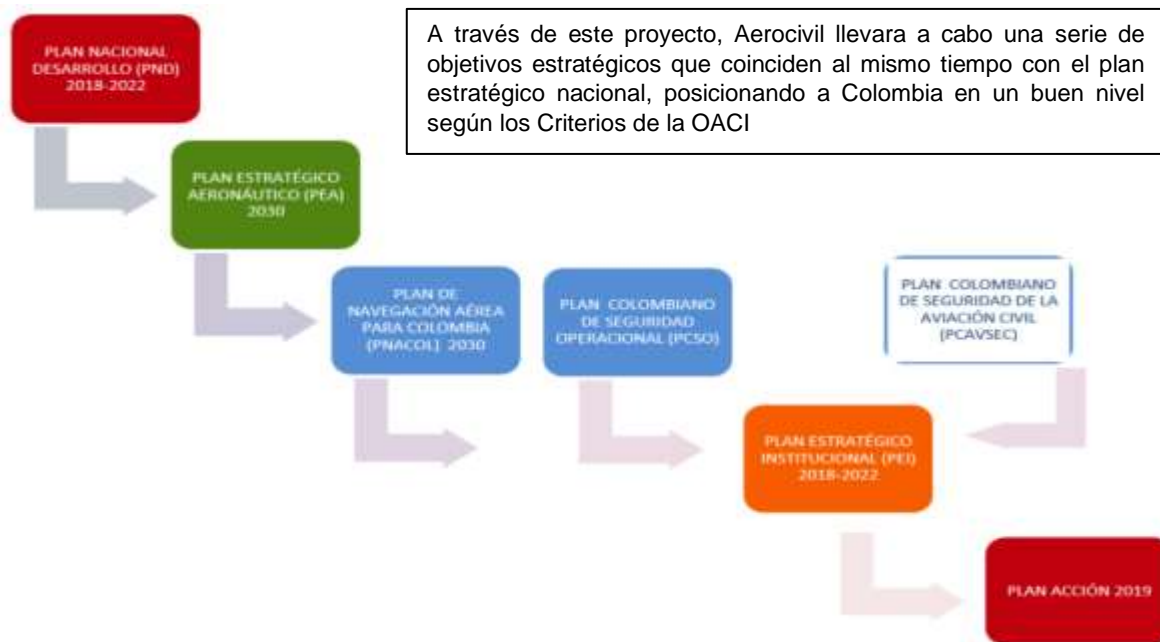 PLAN NACIONAL
DESARROLLO (PND)
2018-2022
A través de este proyecto, Aerocivil llevara a cabo una serie de
objetivos estratégicos que coinciden al mismo tiempo con el plan
estratégico nacional, posicionando a Colombia en un buen nivel
según los Criterios de la OACI
PLAN ESTRATÉGICO
AERONÁUTICO (PEA)
2030
PLAN DE
NAVEGACIÓN AÉREA
PARA COLOMBIA
(PNACOL) 2030
PLAN COLOMBIANO
DE SEGURIDAD
OPERACIONAL (PCSO)
PLAN COLOMBIANO
DE SEGURIDAD DE LA
AVIACIÓN CIVIL
(PCAVSEC)
PLAN ESTRATÉGICO
INSTITUCIONAL (PEI)
2018-2022
PLAN ACCIÓN 2019